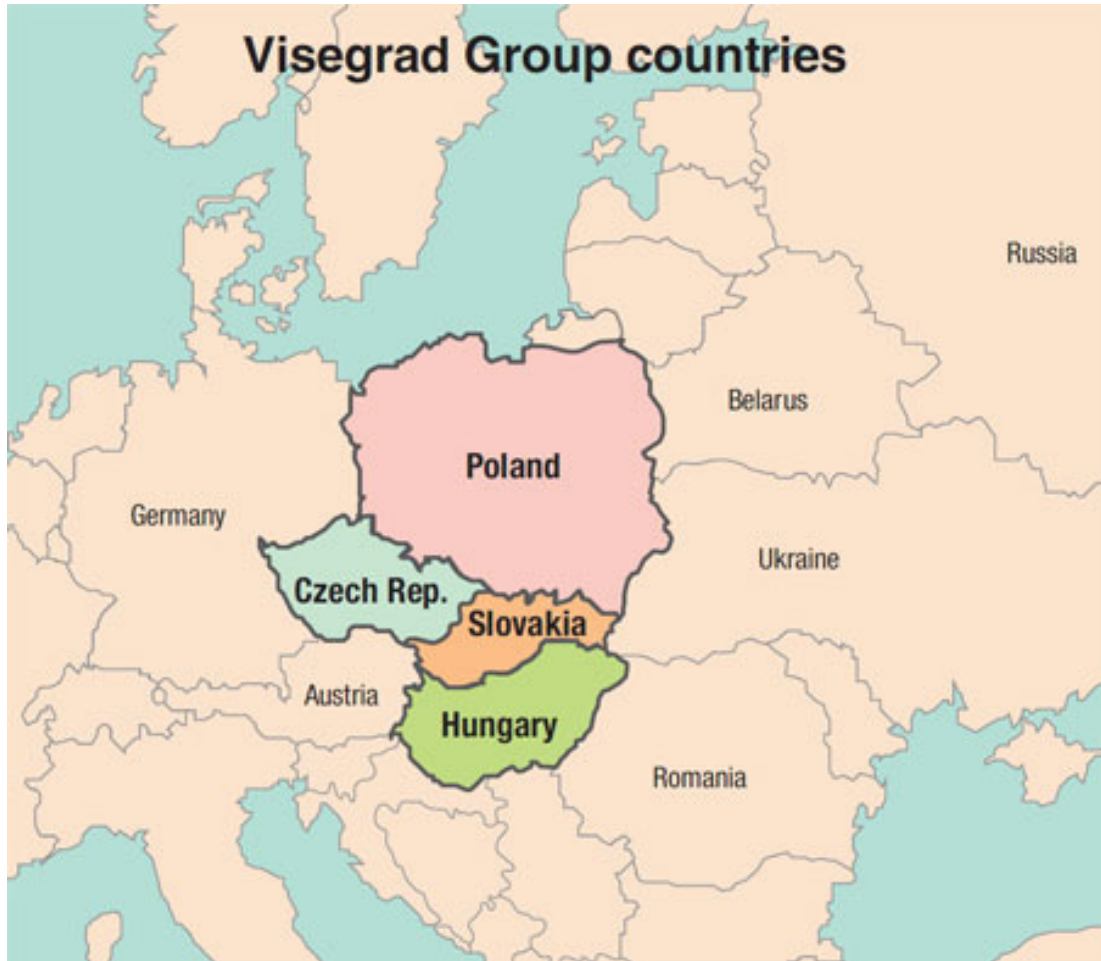 Visegrad Group countries
Russia
Belarus
Poland
Germany
Ukraine
Czech Rep.
Slovakia
Austria
Hungary
Romania